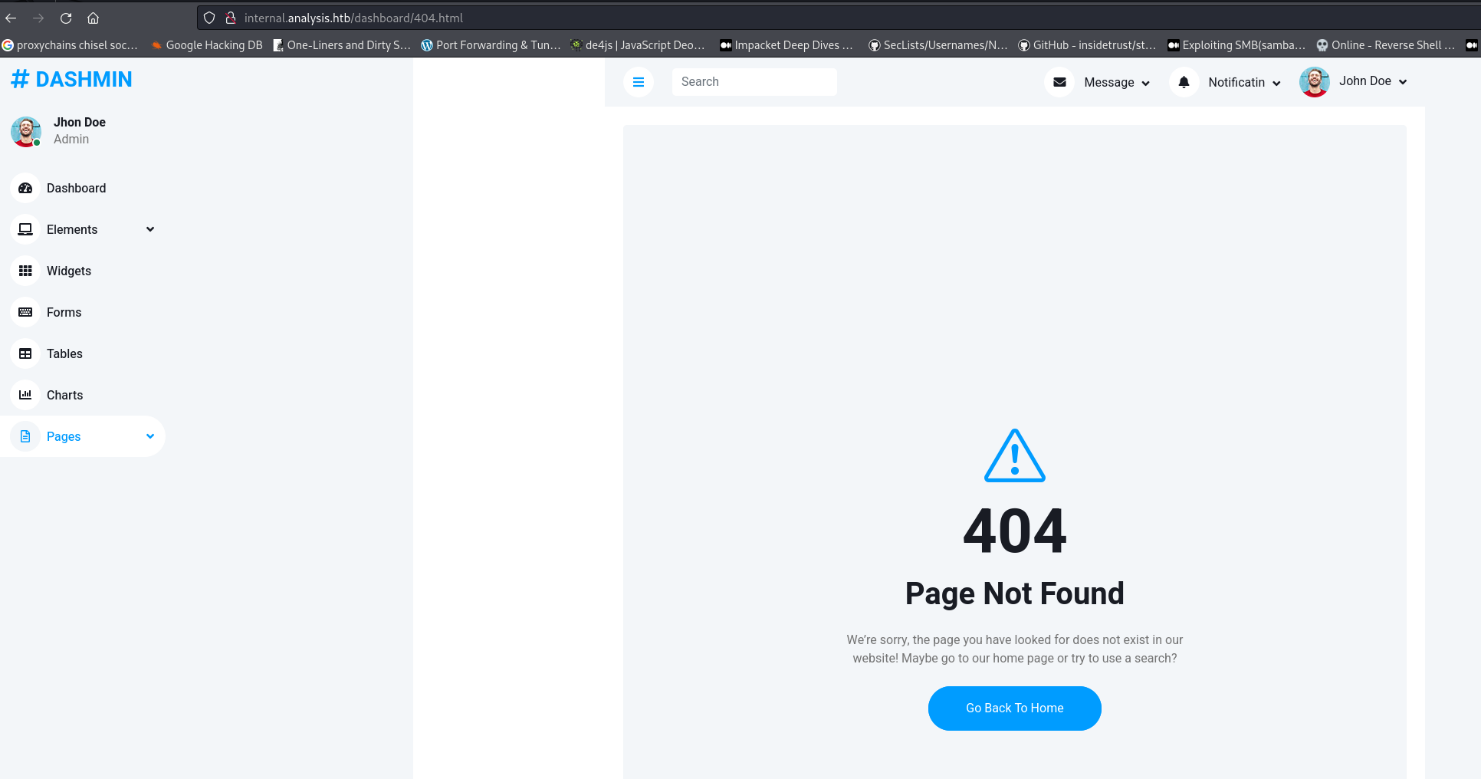 internal.analysis.htb/dashboard/404.html
proxychains chisel soc... Google Hacking DB One-Liners and Dirty S... Port Forwarding & Tun... de4js | JavaScript Deo... Impacket Deep Dives ... SecLists/Usernames/N... GitHub - insidetrust/st... Exploiting SMB(samba... Online - Reverse Shell ...
# DASHMIN
Jhon Doe
Admin
Dashboard
Elements
Widgets
Forms
Tables
Charts
Pages
Search
Message
Notificatin
John Doe
404
Page Not Found
We're sorry, the page you have looked for does not exist in our
website! Maybe go to our home page or try to use a search?
Go Back To Home